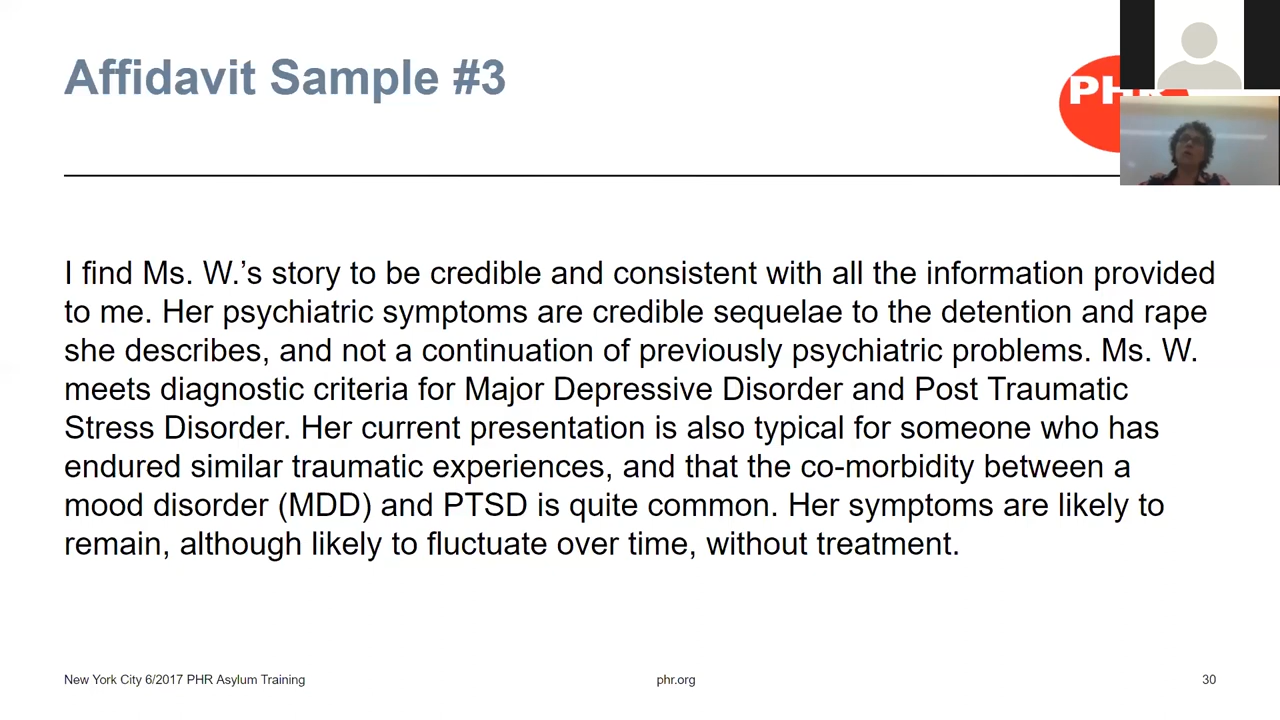 Affidavit Sample #3
I find Ms. W.’s story to be credible and consistent with all the information provided
to me. Her psychiatric symptoms are credible sequelae to the detention and rape
she describes, and not a continuation of previously psychiatric problems. Ms. W.
meets diagnostic criteria for Major Depressive Disorder and Post Traumatic
Stress Disorder. Her current presentation is also typical for someone who has
endured similar traumatic experiences, and that the co-morbidity between a
mood disorder (MDD) and PTSD is quite common. Her symptoms are likely to
remain, although likely to fluctuate over time, without treatment.
New York City 6/2017 PHR Asylum Training
phr.org
30